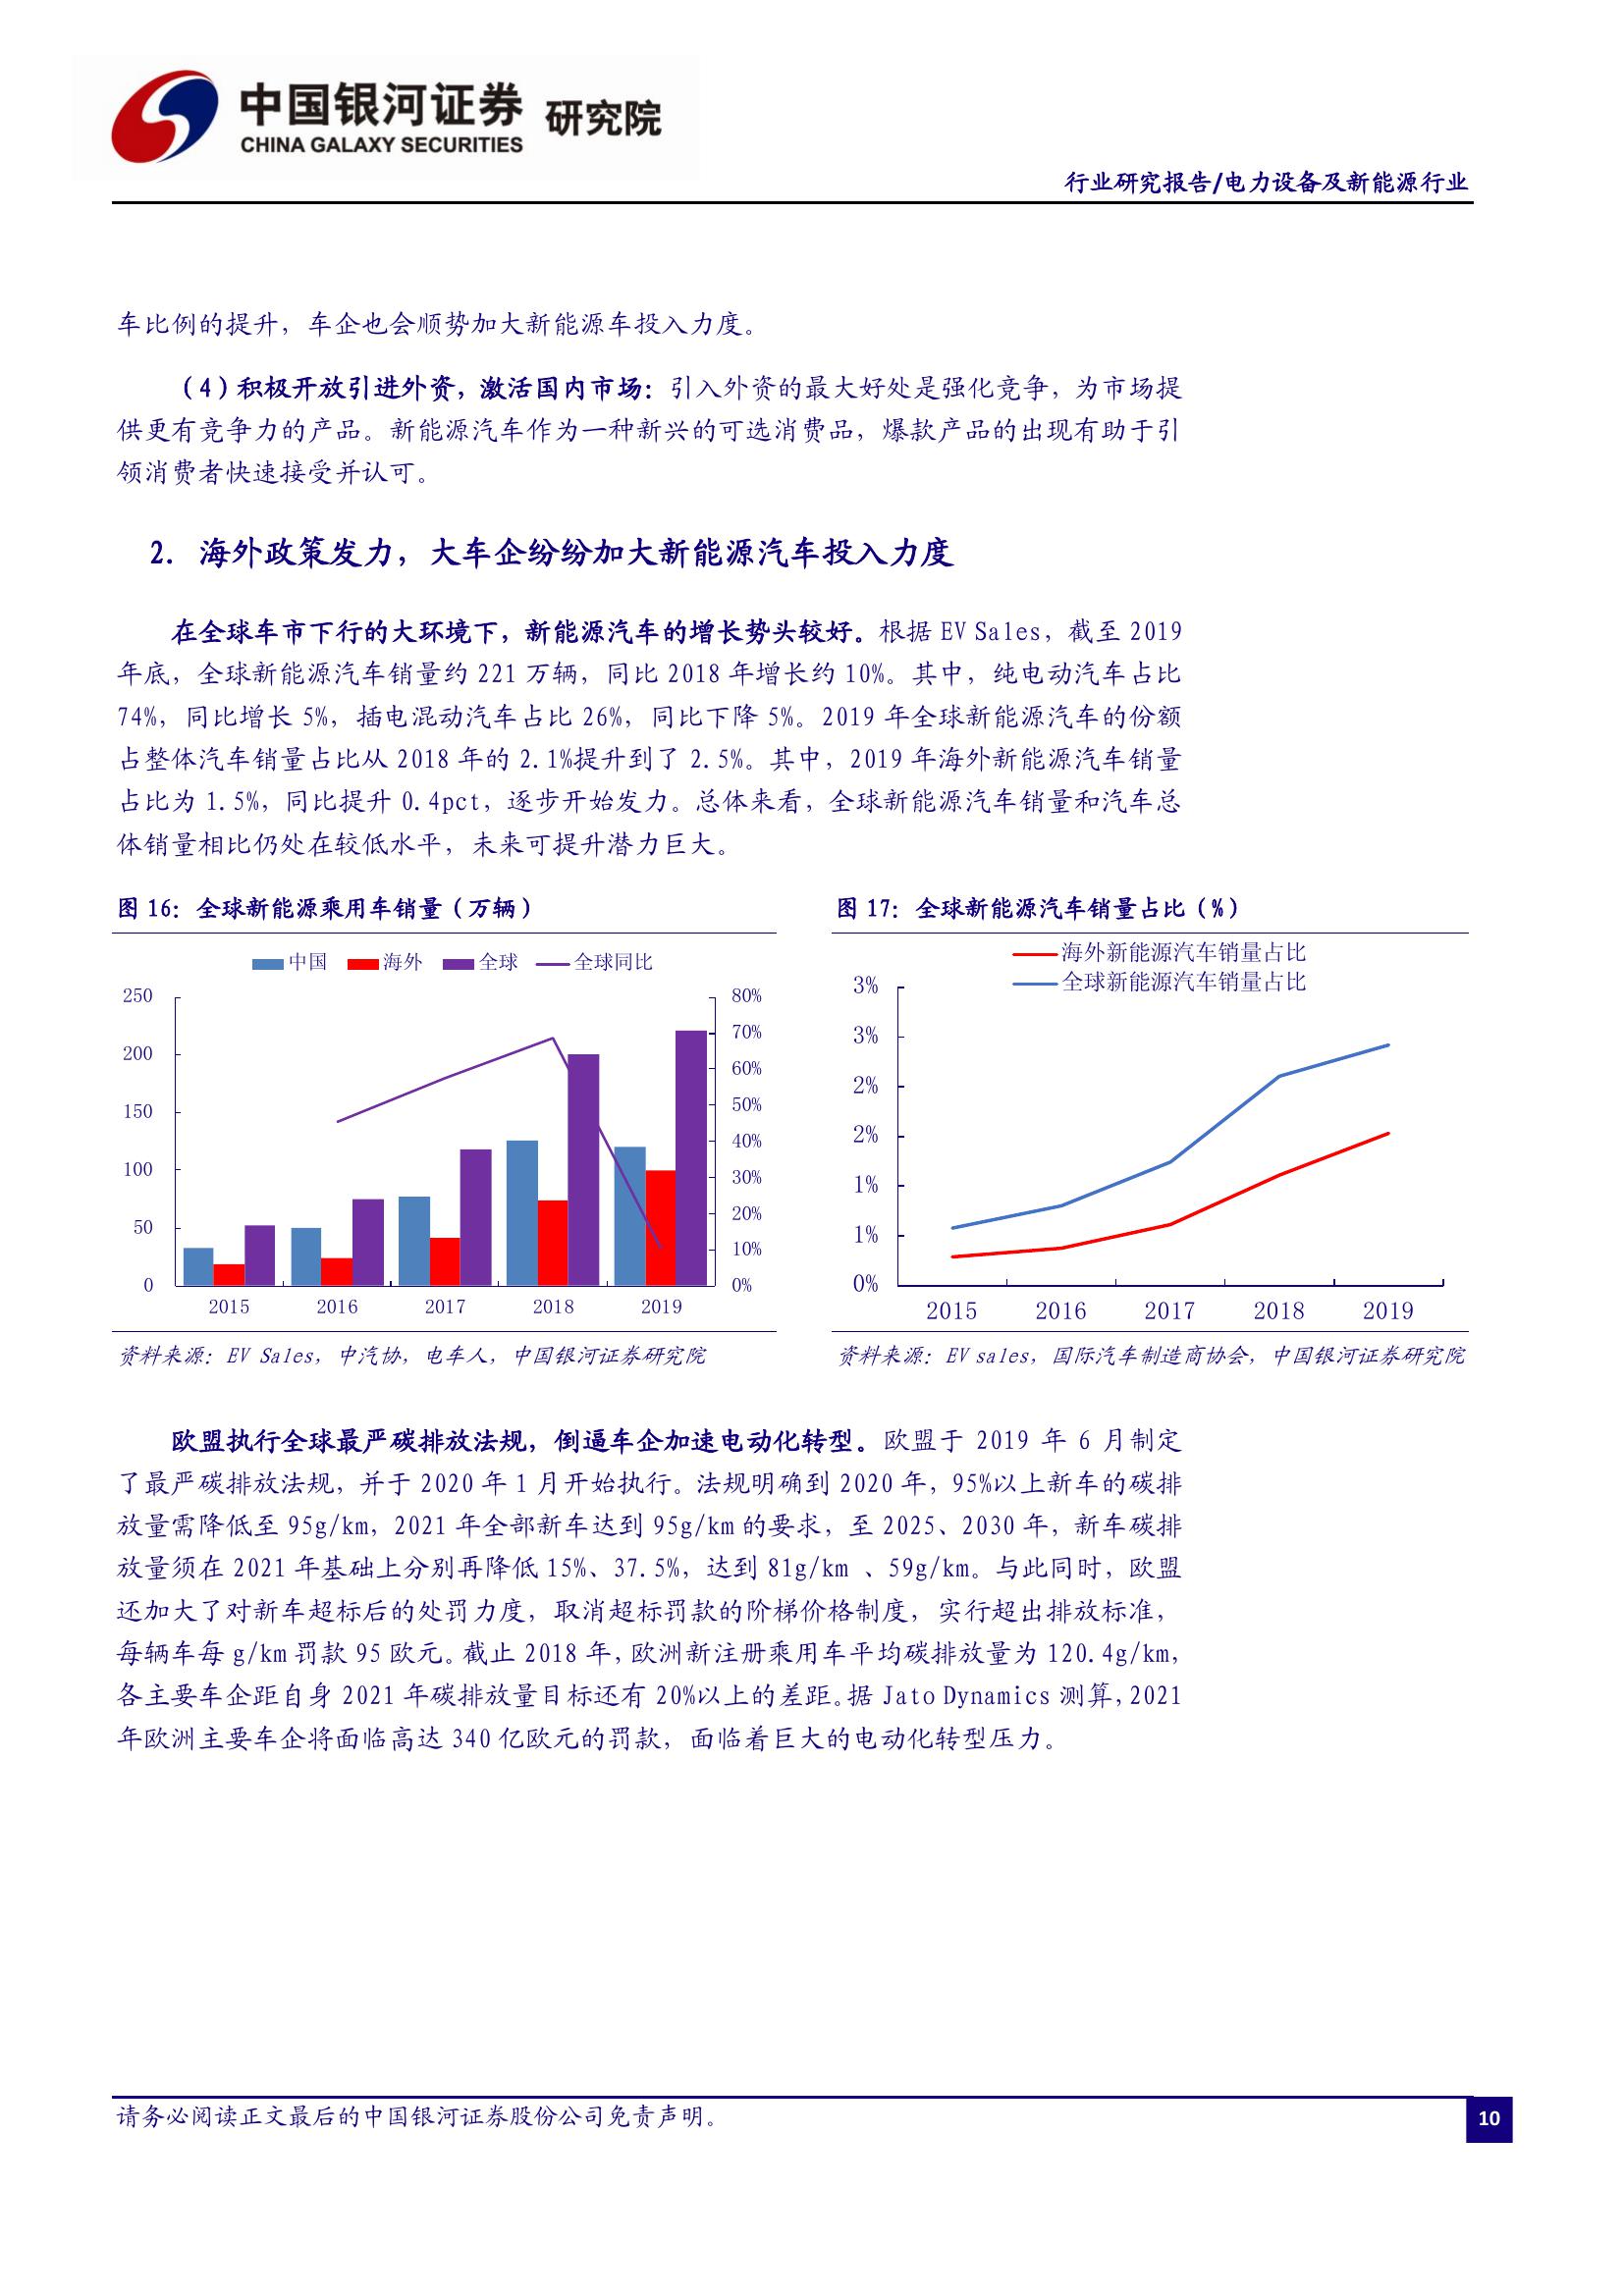 中国银河证券 研究院
CHINA GALAXY SECURITIES
行业研究报告/电力设备及新能源行业
车比例的提升，车企也会顺势加大新能源车投入力度。
（4）积极开放引进外资，激活国内市场：引入外资的最大好处是强化竞争，为市场提
供更有竞争力的产品。新能源汽车作为一种新兴的可选消费品，爆款产品的出现有助于引
领消费者快速接受并认可。
2. 海外政策发力，大车企纷纷加大新能源汽车投入力度
在全球车市下行的大环境下，新能源汽车的增长势头较好。根据 EV Sales，截至 2019
年底，全球新能源汽车销量约 221 万辆，同比 2018 年增长约 10%。其中，纯电动汽车占比
74%，同比增长 5%，插电混动汽车占比 26%，同比下降 5%。2019 年全球新能源汽车的份额
占整体汽车销量占比从 2018 年的 2.1%提升到了 2.5%。其中，2019 年海外新能源汽车销量
占比为 1.5%，同比提升 0.4pct，逐步开始发力。总体来看，全球新能源汽车销量和汽车总
体销量相比仍处在较低水平，未来可提升潜力巨大。
图 16：全球新能源乘用车销量（万辆）
中国 海外 全球 全球同比
250
200
150
100
50
0
80%
70%
60%
50%
40%
30%
20%
10%
0%
2015 2016 2017 2018 2019
资料来源：EV Sales，中汽协，电车人，中国银河证券研究院
图 17：全球新能源汽车销量占比（%）
海外新能源汽车销量占比
全球新能源汽车销量占比
3%
3%
2%
2%
1%
1%
0%
2015 2016 2017 2018 2019
资料来源：EV sales，国际汽车制造商协会，中国银河证券研究院
欧盟执行全球最严碳排放法规，倒逼车企加速电动化转型。欧盟于 2019 年 6 月制定
了最严碳排放法规，并于 2020 年 1 月开始执行。法规明确到 2020 年，95%以上新车的碳排
放量需降低至 95g/km，2021 年全部新车达到 95g/km 的要求，至 2025、2030 年，新车碳排
放量须在 2021 年基础上分别再降低 15%、37.5%，达到 81g/km 、59g/km。与此同时，欧盟
还加大了对新车超标后的处罚力度，取消超标罚款的阶梯价格制度，实行超出排放标准，
每辆车每 g/km 罚款 95 欧元。截止 2018 年，欧洲新注册乘用车平均碳排放量为 120.4g/km，
各主要车企距自身 2021 年碳排放量目标还有 20%以上的差距。据 Jato Dynamics 测算，2021
年欧洲主要车企将面临高达 340 亿欧元的罚款，面临着巨大的电动化转型压力。
请务必阅读正文最后的中国银河证券股份公司免责声明。
10